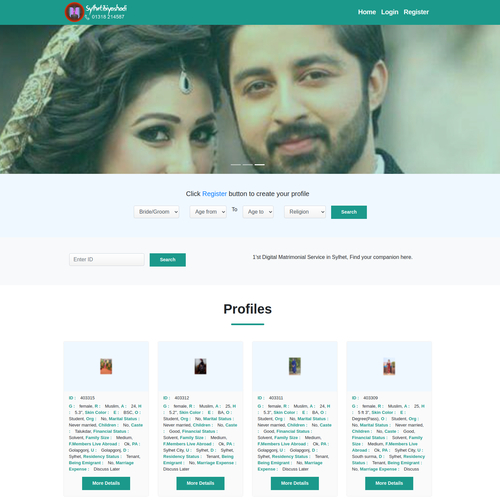 Sylhetbiyeshadi
01318 214587
Home Login Register
Click Register button to create your profile
Bride/Groom Age from To Age to Religion Search
Enter ID Search
1'st Digital Matrimonial Service in Sylhet, Find your companion here.
Profiles
ID : 403315
G : female, R : Muslim, A : 24, H
: 5.3", Skin Color : E : BSC, O :
Student, Org : No, Marital Status :
Never married, Children : No, Caste
: Talukdar, Financial Status :
Solvent, Family Size : Medium,
F.Members Live Abroad : Ok, PA :
Golapgonj, U : Golapgonj, D :
Sylhet, Residency Status : Tenant,
Being Emigrant : No, Marriage
Expense : Discuss Later
More Details
ID : 403312
G : female, R : Muslim, A : 25, H
: 5.2", Skin Color : E : BA, O :
Student, Org : No, Marital Status :
Never married, Children : No, Caste
: Good, Financial Status :
Solvent, Family Size : Medium,
F.Members Live Abroad : Ok, PA :
Sylhet City, U : Sylhet, D :
Sylhet, Residency Status : Tenant,
Being Emigrant : No, Marriage
Expense : Discuss Later
More Details
ID : 403311
G : female, R : Muslim, A : 24, H
: 5.3", Skin Color : E : BA, O :
Student, Org : No, Marital Status :
Never married, Children : No, Caste
: Good, Financial Status :
Solvent, Family Size : Medium,
F.Members Live Abroad : Ok, PA :
Golapgonj, U : Golapgonj, D :
Sylhet, Residency Status : Tenant,
Being Emigrant : No, Marriage
Expense : Discuss Later
More Details
ID : 403308
G : female, R : Muslim, A : 25, H
: 5 ft 3", Skin Color : E :
Degree(Pass), O : Student, Org :
No, Marital Status : Never married,
Children : No, Caste : Good,
Financial Status : Solvent, Family
Size : Medium, F.Members Live
Abroad : Ok, PA : Sylhet City, U :
South surma, D : Sylhet, Residency
Status : Tenant, Being Emigrant :
No, Marriage Expense : Discuss
Later
More Details